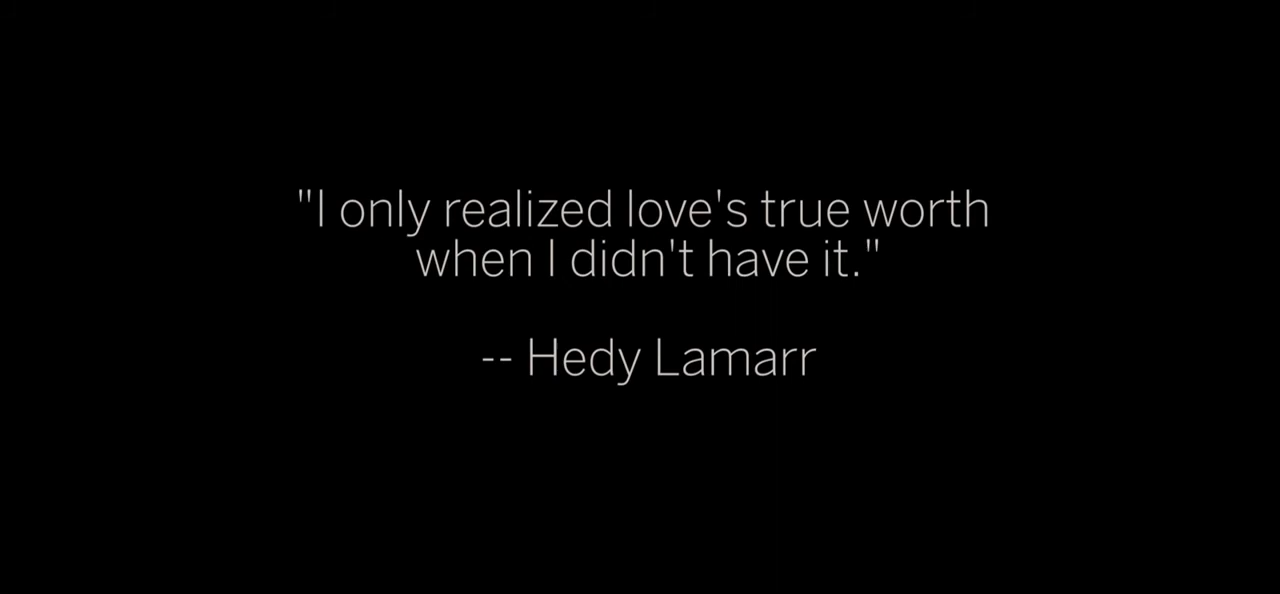 "I only realized love's true worth
when I didn't have it."
-- Hedy Lamarr